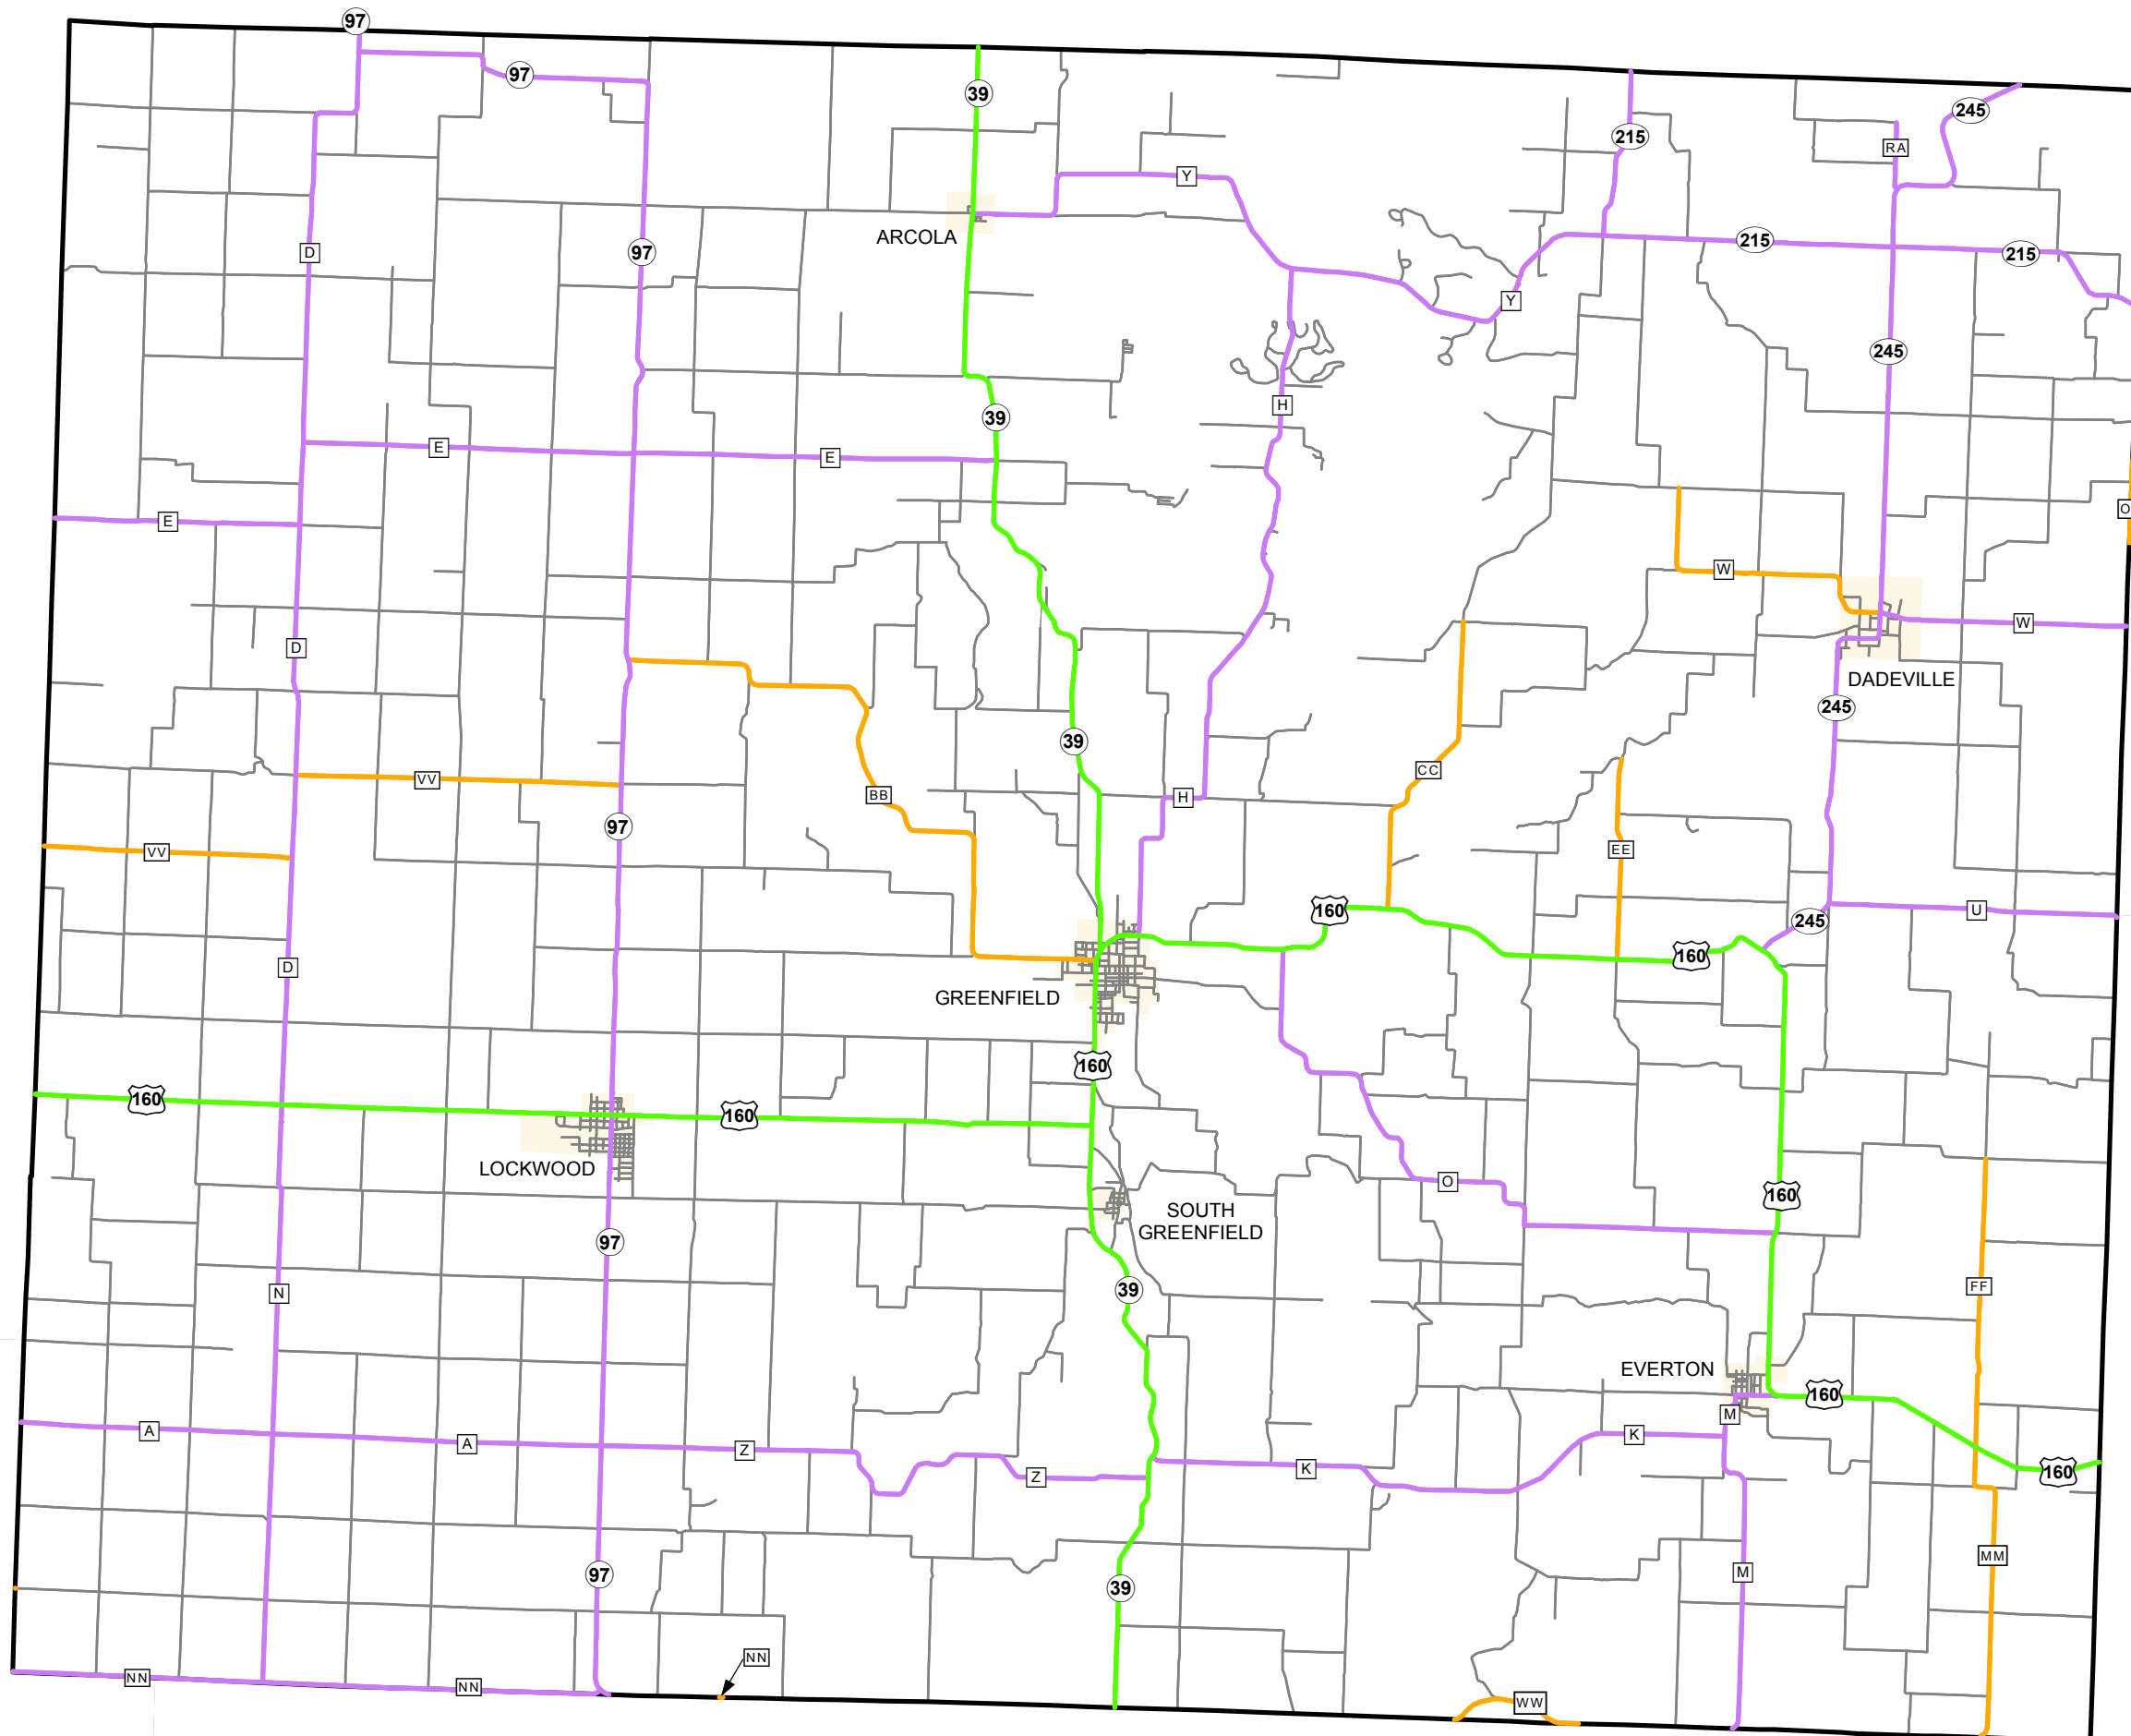 97
97
39
245
215
RA
Y
215
215
ARCOLA
D
97
Y
245
H
39
E
E
O
E
W
W
D
DADEVILLE
245
39
CC
VV
BB
H
97
EE
VV
160
U
245
160
D
GREENFIELD
160
160
160
LOCKWOOD
O
160
SOUTH
GREENFIELD
97
FF
39
N
EVERTON
160
M
A
K
A
Z
K
160
Z
MM
M
97
39
NN
NN
NN
WW